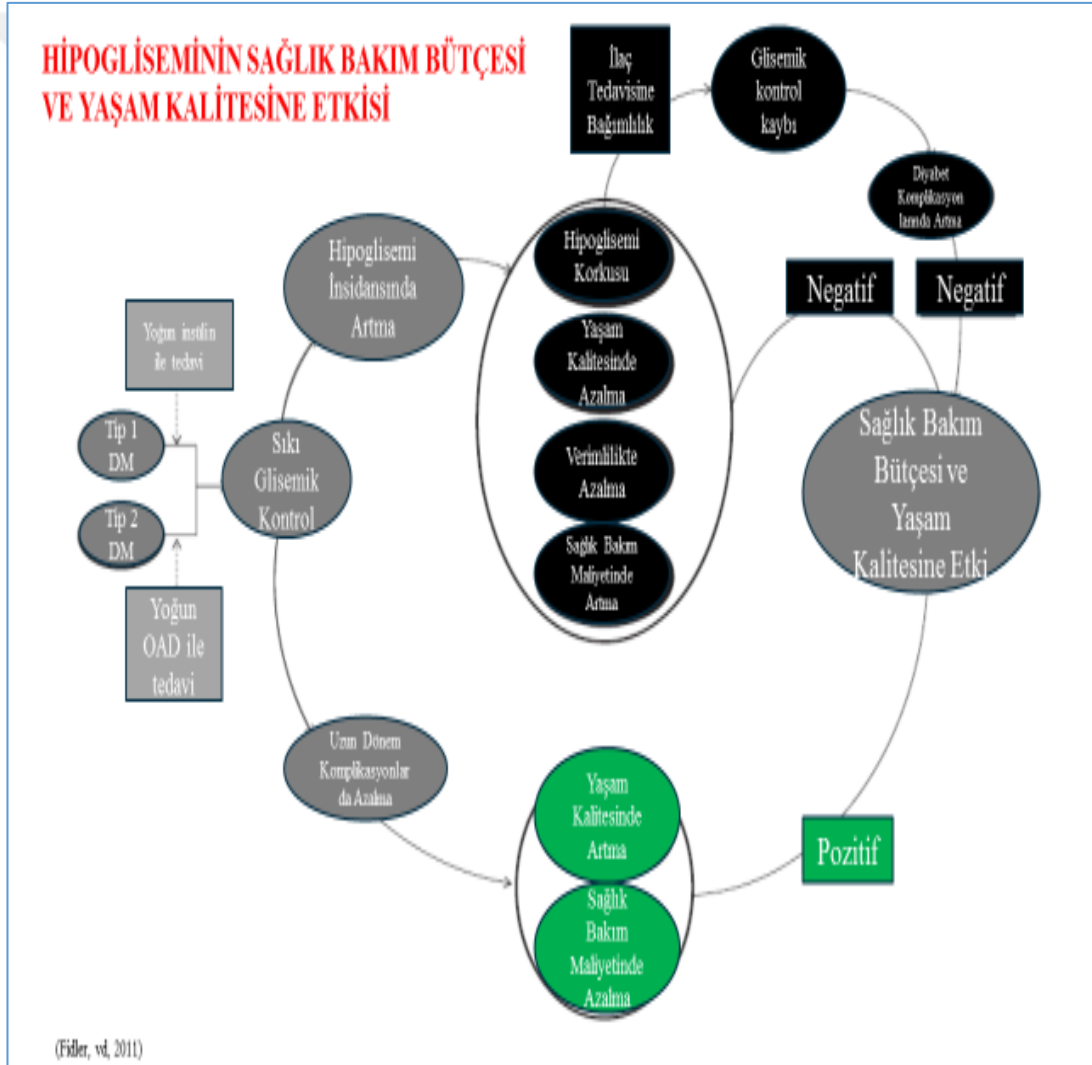 HİPOGLİSEMİNİN SAĞLIK BAKIM BÜTÇESİ
VE YAŞAM KALİTESİNE ETKİSİ
İlaç
Tedavisine
Bağımlılık
Glisemik
kontrol
kaybı
Diyabet
Komplikasyon
larında Artma
Hipoglisemi
İnsidansında
Artma
Hipoglisemi
Korkusu
Yaşam
Kalitesinde
Azalma
Verimlilikte
Azalma
Sağlık Bakım
Maliyetinde
Artma
Negatif
Negatif
Yoğun insülin
ile tedavi
Tip 1
DM
Tip 2
DM
Yoğun
OAD ile
tedavi
Sıkı
Glisemik
Kontrol
Sağlık Bakım
Bütçesi ve
Yaşam
Kalitesine Etki
Uzun Dönem
Komplikasyonlar
da Azalma
Yaşam
Kalitesinde
Artma
Sağlık
Bakım
Maliyetinde
Azalma
Pozitif
(Fidler, vd, 2011)